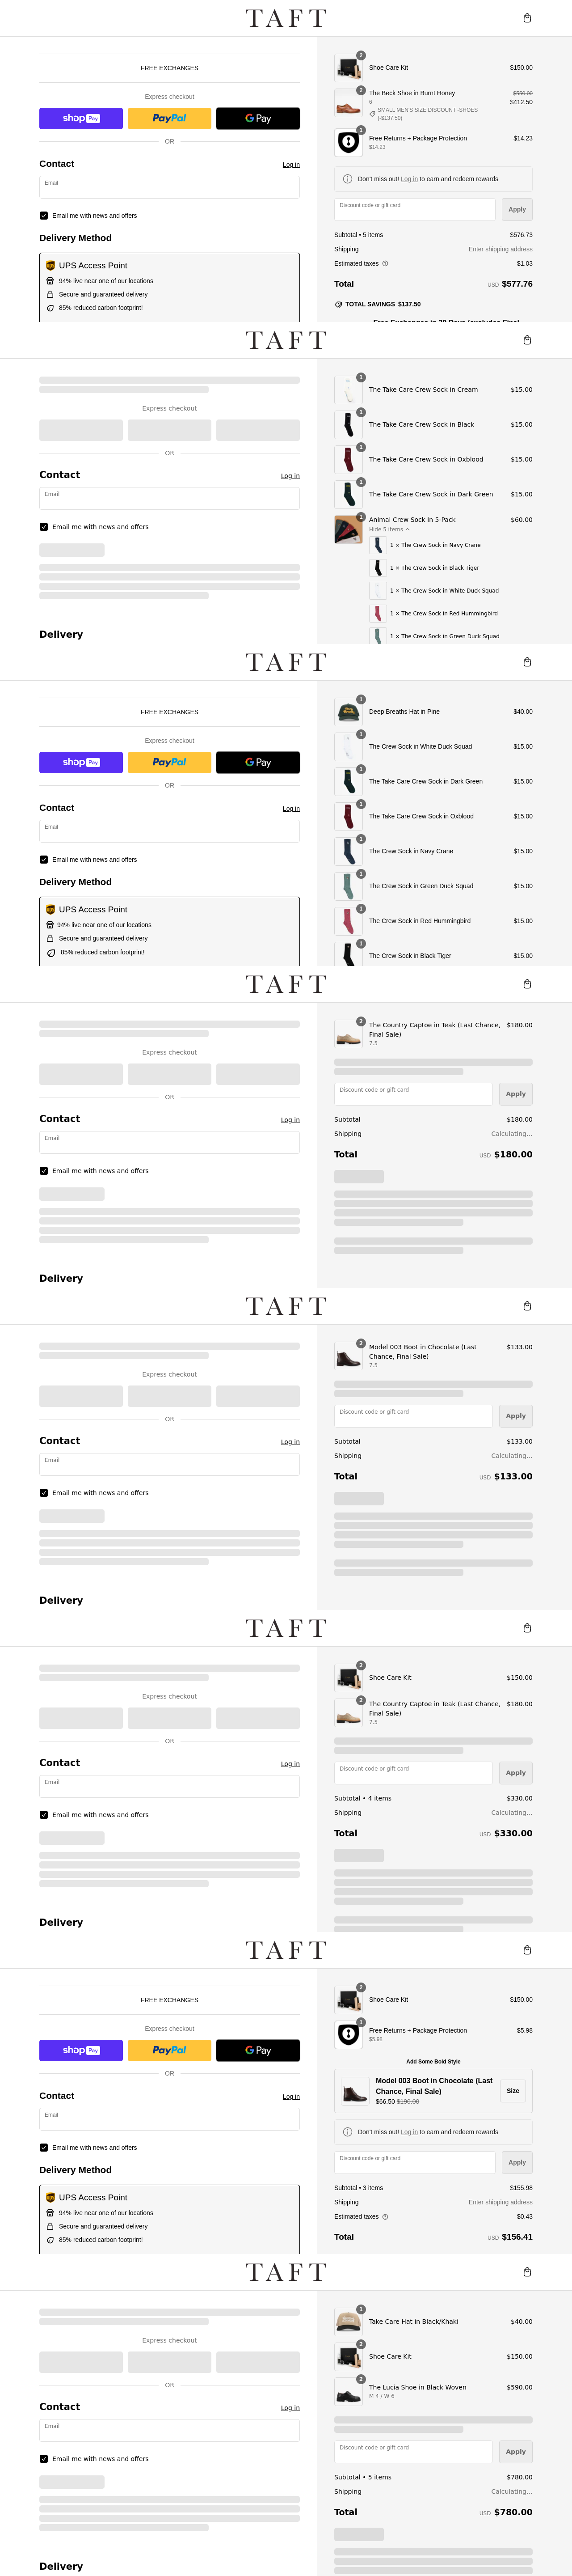 TAFT
FREE EXCHANGES
Express checkout
shop Pay
PayPal
G Pay
OR
Contact
Log in
Email
Email me with news and offers
Delivery Method
UPS Access Point
94% live near one of our locations
Secure and guaranteed delivery
85% reduced carbon footprint!
2
Shoe Care Kit
$150.00
2
The Beck Shoe in Burnt Honey
$550.00
6
$412.50
SMALL MEN'S SIZE DISCOUNT -SHOES
(-$137.50)
1
Free Returns + Package Protection
$14.23
$14.23
Don't miss out! Log in to earn and redeem rewards
Discount code or gift card
Apply
Subtotal • 5 items
$576.73
Shipping
Enter shipping address
Estimated taxes
$1.03
Total
USD $577.76
TOTAL SAVINGS $137.50
TAFT
Express checkout
OR
Contact
Log in
Email
Email me with news and offers
Delivery
1
The Take Care Crew Sock in Cream
$15.00
1
The Take Care Crew Sock in Black
$15.00
1
The Take Care Crew Sock in Oxblood
$15.00
1
The Take Care Crew Sock in Dark Green
$15.00
1
Animal Crew Sock in 5-Pack
$60.00
Hide 5 items
1 × The Crew Sock in Navy Crane
1 × The Crew Sock in Black Tiger
1 × The Crew Sock in White Duck Squad
1 × The Crew Sock in Red Hummingbird
1 × The Crew Sock in Green Duck Squad
TAFT
FREE EXCHANGES
Express checkout
shop Pay
PayPal
G Pay
OR
Contact
Log in
Email
Email me with news and offers
Delivery Method
UPS Access Point
94% live near one of our locations
Secure and guaranteed delivery
85% reduced carbon footprint!
1
Deep Breaths Hat in Pine
$40.00
1
The Crew Sock in White Duck Squad
$15.00
1
The Take Care Crew Sock in Dark Green
$15.00
1
The Take Care Crew Sock in Oxblood
$15.00
1
The Crew Sock in Navy Crane
$15.00
1
The Crew Sock in Green Duck Squad
$15.00
1
The Crew Sock in Red Hummingbird
$15.00
1
The Crew Sock in Black Tiger
$15.00
TAFT
Express checkout
OR
Contact
Log in
Email
Email me with news and offers
Delivery
2
The Country Captoe in Teak (Last Chance,
Final Sale)
$180.00
7.5
Discount code or gift card
Apply
Subtotal
$180.00
Shipping
Calculating...
Total
USD $180.00
TAFT
Express checkout
OR
Contact
Log in
Email
Email me with news and offers
Delivery
2
Model 003 Boot in Chocolate (Last
Chance, Final Sale)
$133.00
7.5
Discount code or gift card
Apply
Subtotal
$133.00
Shipping
Calculating...
Total
USD $133.00
TAFT
Express checkout
OR
Contact
Log in
Email
Email me with news and offers
Delivery
2
Shoe Care Kit
$150.00
2
The Country Captoe in Teak (Last Chance,
Final Sale)
$180.00
7.5
Discount code or gift card
Apply
Subtotal • 4 items
$330.00
Shipping
Calculating...
Total
USD $330.00
TAFT
FREE EXCHANGES
Express checkout
shop Pay
PayPal
G Pay
OR
Contact
Log in
Email
Email me with news and offers
Delivery Method
UPS Access Point
94% live near one of our locations
Secure and guaranteed delivery
85% reduced carbon footprint!
2
Shoe Care Kit
$150.00
1
Free Returns + Package Protection
$5.98
$5.98
Add Some Bold Style
Model 003 Boot in Chocolate (Last
Chance, Final Sale)
$66.50 $190.00
Size
Don't miss out! Log in to earn and redeem rewards
Discount code or gift card
Apply
Subtotal • 3 items
$155.98
Shipping
Enter shipping address
Estimated taxes
$0.43
Total
USD $156.41
TAFT
Express checkout
OR
Contact
Log in
Email
Email me with news and offers
Delivery
1
Take Care Hat in Black/Khaki
$40.00
2
Shoe Care Kit
$150.00
2
The Lucia Shoe in Black Woven
$590.00
M 4 / W 6
Discount code or gift card
Apply
Subtotal • 5 items
$780.00
Shipping
Calculating...
Total
USD $780.00